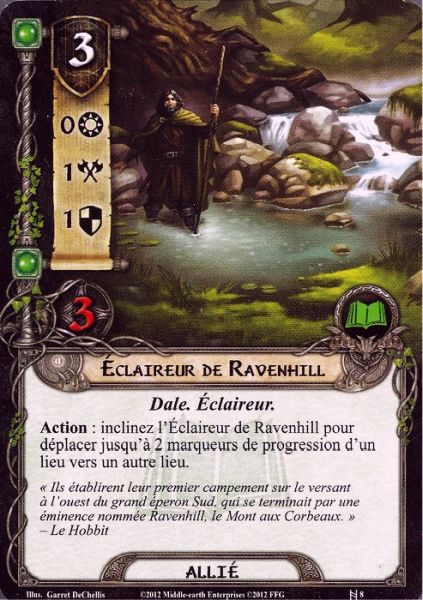 3
0
1
1
3
Éclaireur de Ravenhill
Dale. Éclaireur.
Action : inclinez l'Éclaireur de Ravenhill pour
déplacer jusqu'à 2 marqueurs de progression d'un
lieu vers un autre lieu.
« Ils établirent leur premier campement sur le versant
à l'ouest du grand éperon Sud, qui se terminait par une
éminence nommée Ravenhill, le Mont aux Corbeaux. »
– Le Hobbit
ALLIÉ
Illus. Garret DeChellis ©2012 Middle-earth Enterprises ©2012 FFG 8